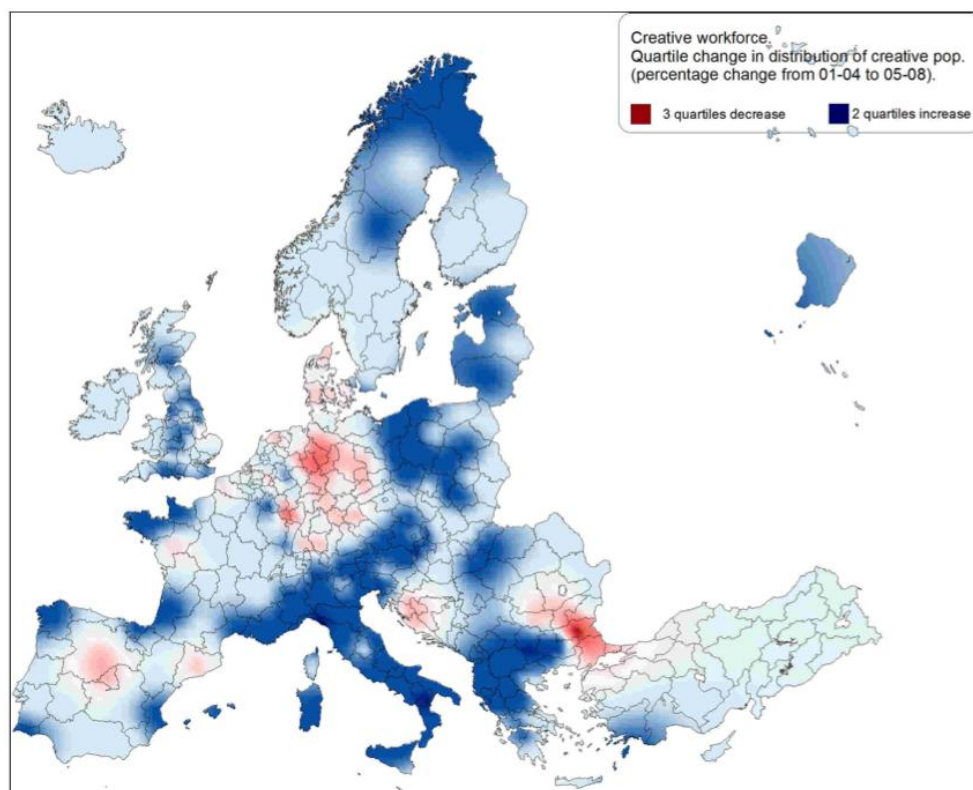 Creative workforce.
Quartile change in distribution of creative pop.
(percentage change from 01-04 to 05-08).
3 quartiles decrease
2 quartiles increase